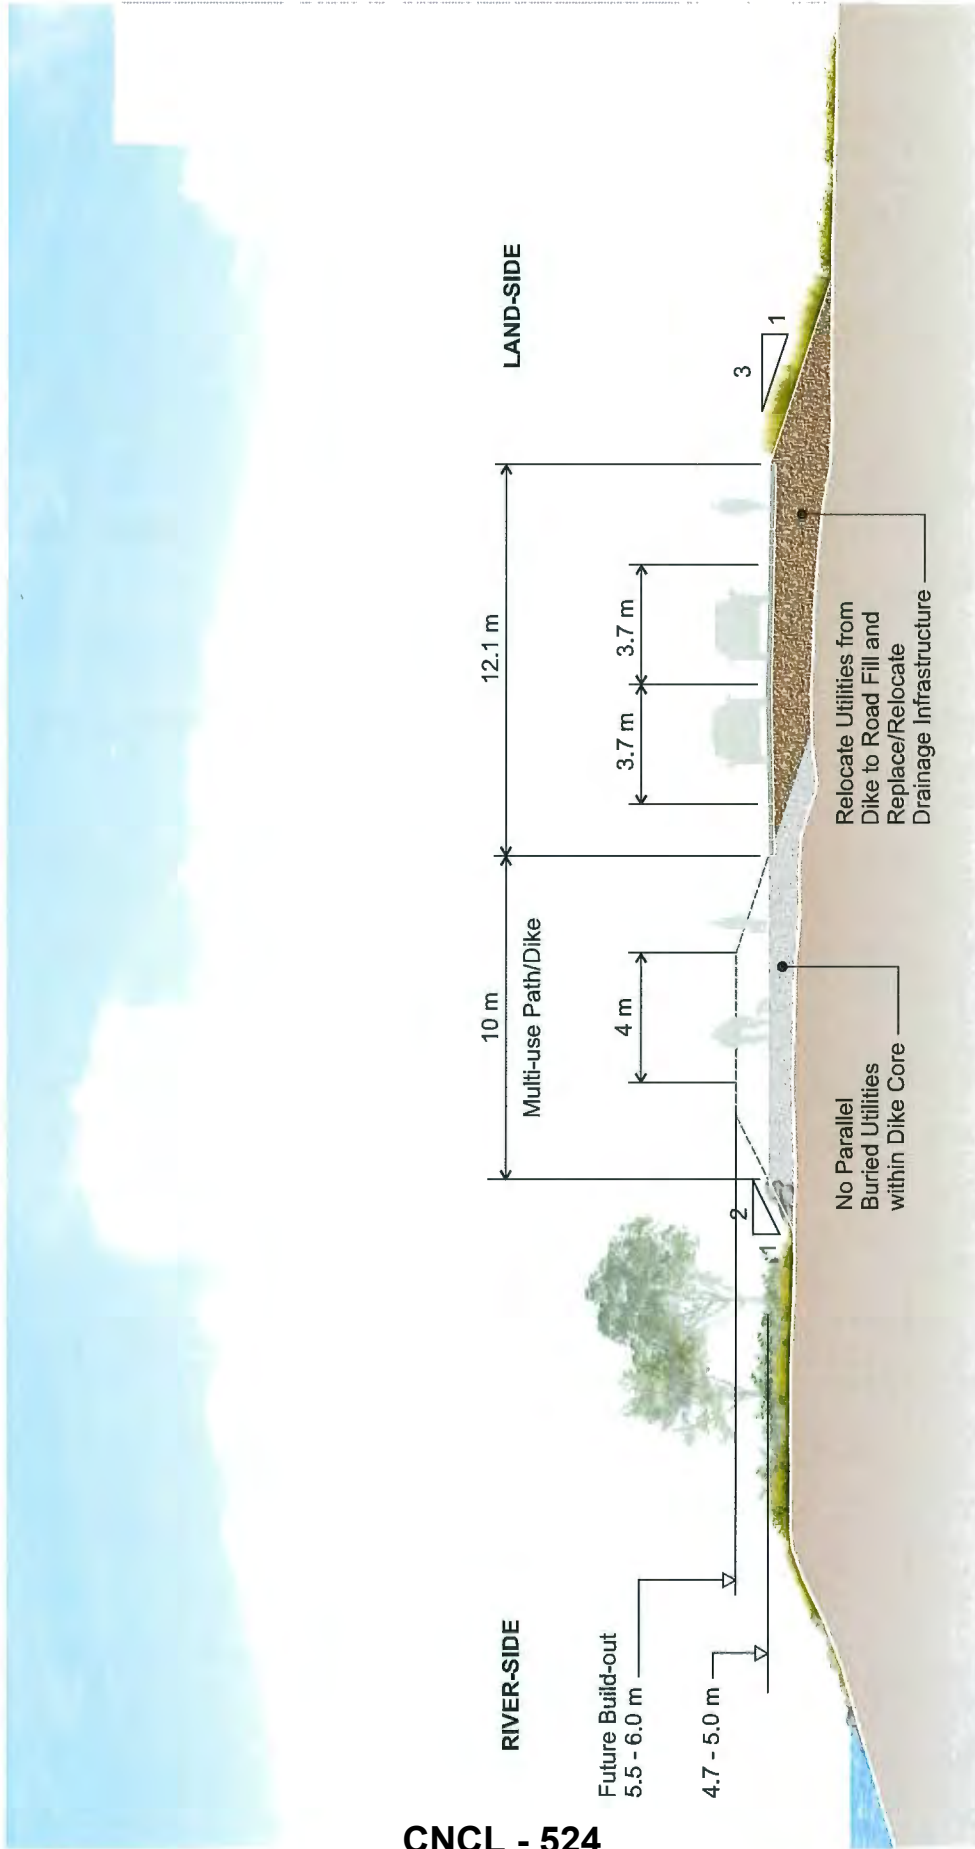 RIVER-SIDE
LAND-SIDE
10 m
12.1 m
Multi-use Path/Dike
Future Build-out
5.5 - 6.0 m
4.7 - 5.0 m
4 m
3.7 m
3.7 m
2
1
3
1
No Parallel
Buried Utilities
within Dike Core
Relocate Utilities from
Dike to Road Fill and
Replace/Relocate
Drainage Infrastructure
CNCL - 524